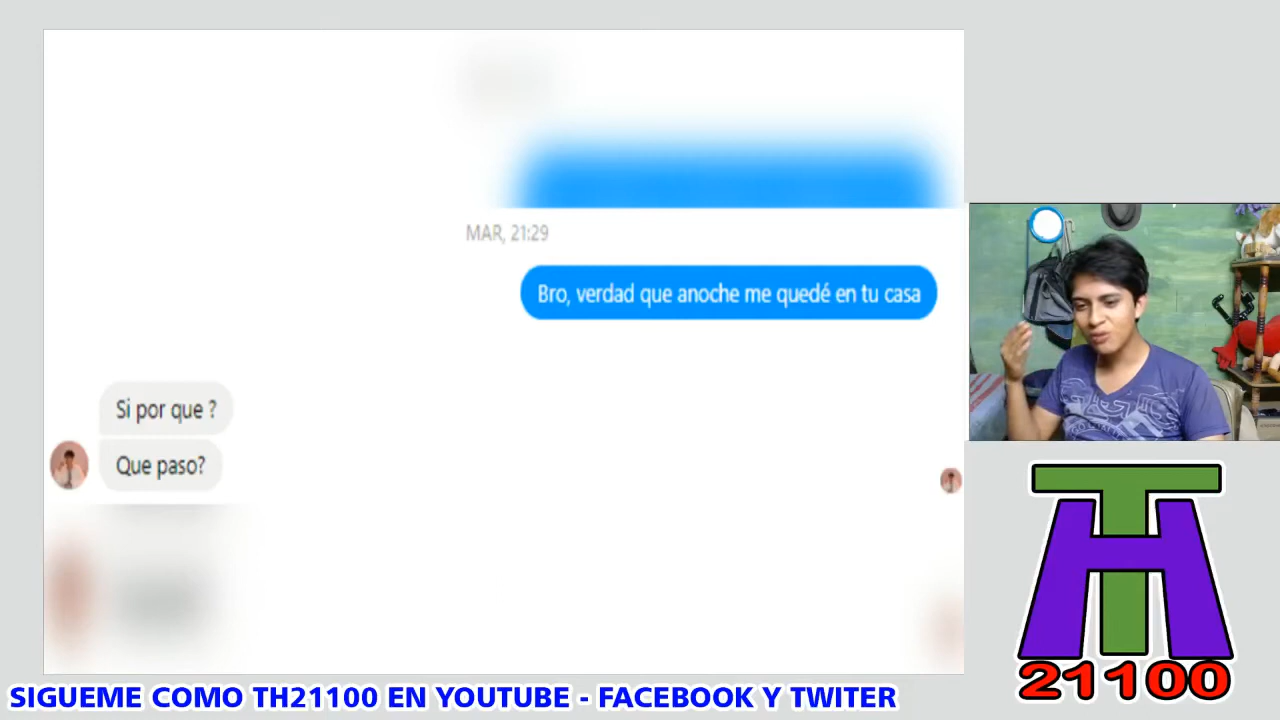 MAR, 21:29
Bro, verdad que anoche me quedé en tu casa
Si por que ?
Que paso?
TH
21100
SIGUEME COMO TH21100 EN YOUTUBE - FACEBOOK Y TWITER